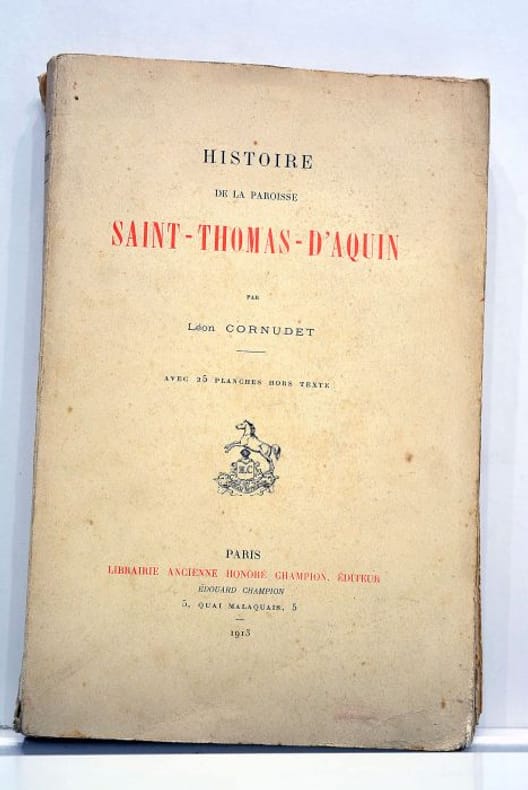 HISTOIRE
DE LA PAROISSE
SAINT-THOMAS-D'AQUIN
PAR
Léon CORNUDET
AVEC 25 PLANCHES HORS TEXTE
H.C
PARIS
LIBRAIRIE ANCIENNE HONORÉ CHAMPION, ÉDITEUR
ÉDOUARD CHAMPION
5, QUAI MALAQUAIS, 5
1913